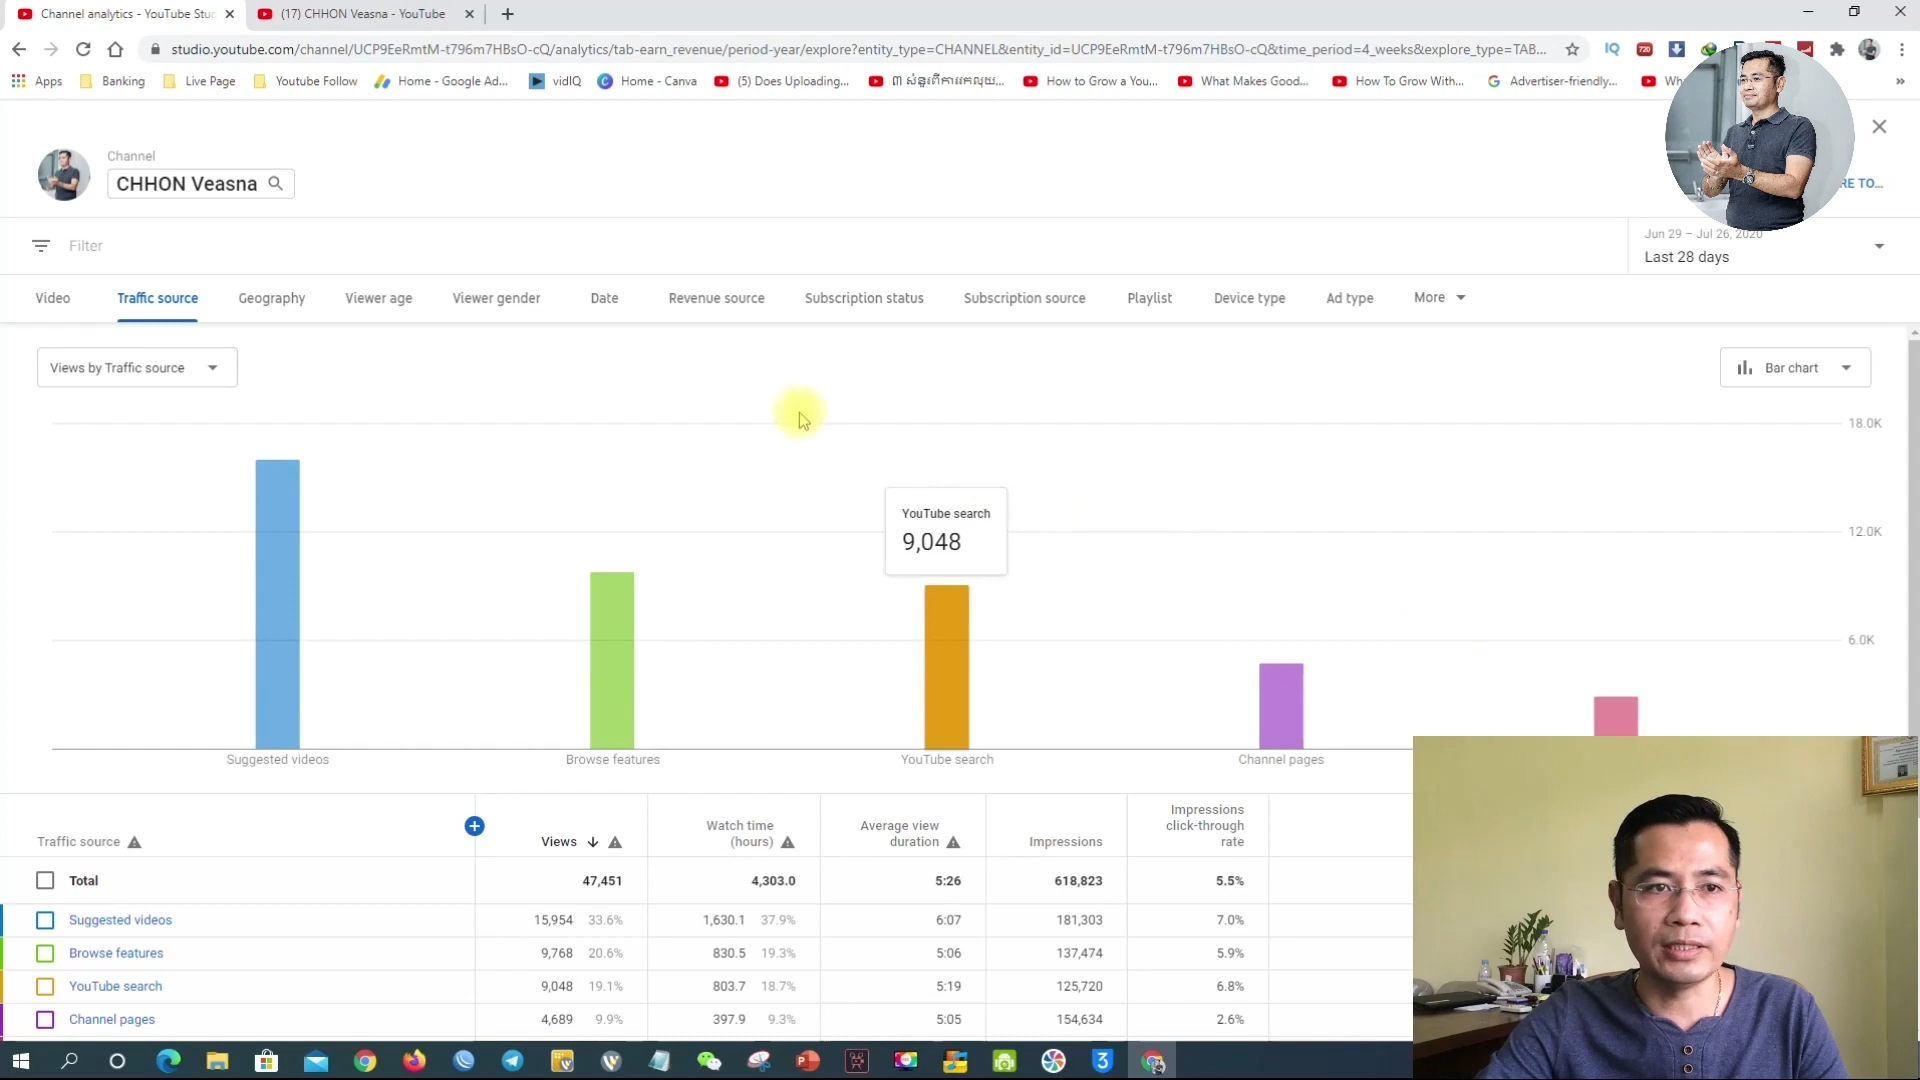 Channel analytics - YouTube Stu
(17) CHHON Veasna - YouTube
studio.youtube.com/channel/UCP9EeRmtM-t796m7HBsO-cQ/analytics/tab-earn_revenue/period-year/explore?entity_type=CHANNEL&entity_id=UCP9EeRmtM-t796m7HBsO-cQ&time_period=4_weeks&explore_type=TAB...
Apps Banking Live Page Youtube Follow Home - Google Ad... vidIQ Home - Canva (5) Does Uploading... How to Grow a You... What Makes Good... How To Grow With... Advertiser-friendly...
Channel
CHHON Veasna
RE TO...
Filter
Jun 29 – Jul 26, 2020
Last 28 days
Video Traffic source Geography Viewer age Viewer gender Date Revenue source Subscription status Subscription source Playlist Device type Ad type More
Views by Traffic source
Bar chart
18.0K
YouTube search
9,048
12.0K
6.0K
Suggested videos Browse features YouTube search Channel pages
Traffic source Views Watch time (hours) Average view duration Impressions Impressions click-through rate
Total 47,451 4,303.0 5:26 618,823 5.5%
Suggested videos 15,954 33.6% 1,630.1 37.9% 6:07 181,303 7.0%
Browse features 9,768 20.6% 830.5 19.3% 5:06 137,474 5.9%
YouTube search 9,048 19.1% 803.7 18.7% 5:19 125,720 6.8%
Channel pages 4,689 9.9% 397.9 9.3% 5:05 154,634 2.6%